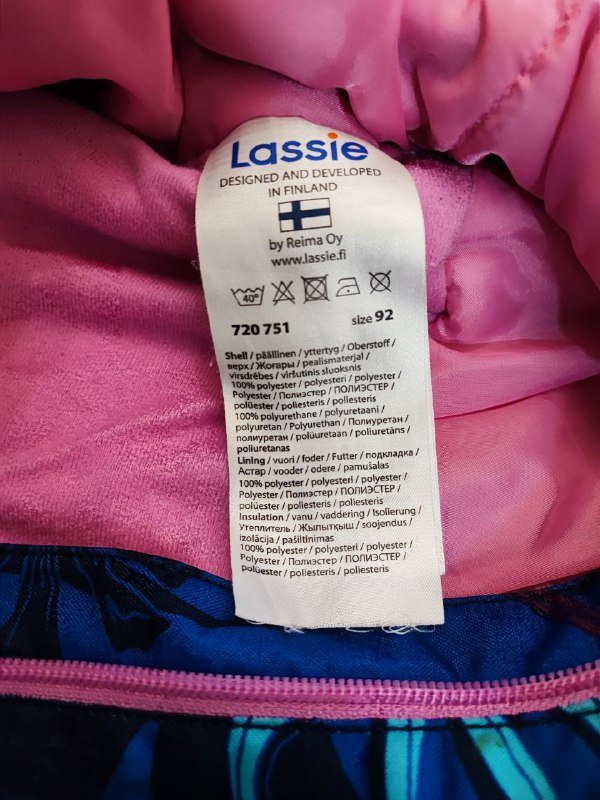 Lassie
DESIGNED AND DEVELOPED
IN FINLAND
by Reima Oy
www.lassie.fi
40°
720 751 size 92
Shell / päällinen / yttertyg / Oberstoff /
верх / Жоғары / pealismaterjal /
virsdrēbes / viršutinis sluoksnis
100% polyester / polyesteri / polyester /
Polyester / Полиэстер / ПОЛИЭСТЕР /
polüester / poliesteris / poliesteris
100% polyurethane / polyuretaani /
polyuretan / Polyurethan / Полиуретан /
полиуретан / polüuretaan / poliuretāns /
poliuretanas
Lining / vuori / foder / Futter / подкладка /
Астар / vooder / odere / pamušalas
100% polyester / polyesteri / polyester /
Polyester / Полиэстер / ПОЛИЭСТЕР /
polüester / poliesteris / poliesteris
Insulation / vanu / vaddering / Isolierung /
Утеплитель / Жылытқыш / soojendus /
izolācija / pašiltinimas
100% polyester / polyesteri / polyester /
Polyester / Полиэстер / ПОЛИЭСТЕР /
polüester / poliesteris / poliesteris